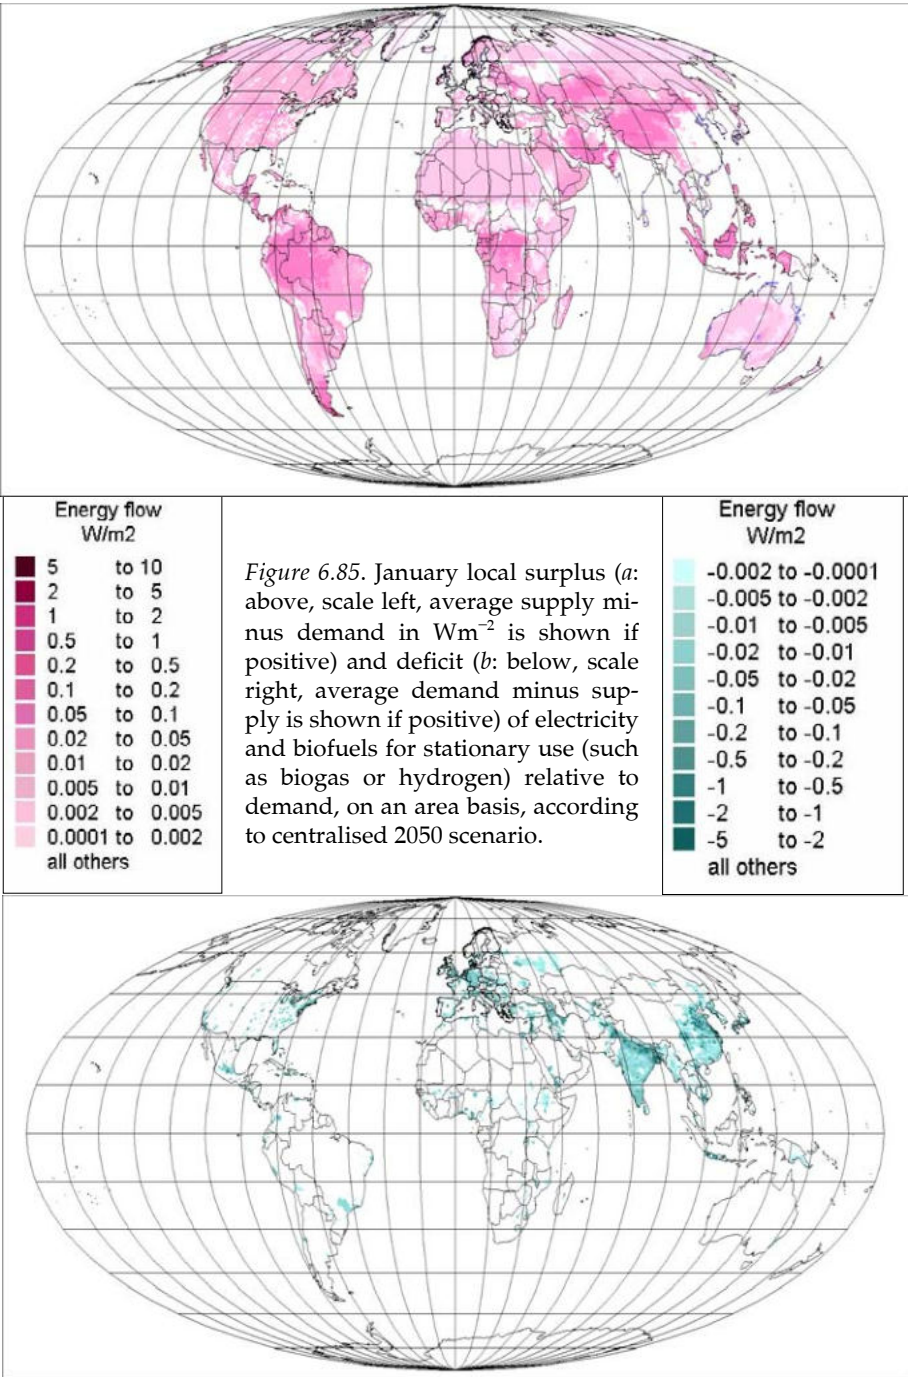 Energy flow
W/m2
5 to 10
2 to 5
1 to 2
0.5 to 1
0.2 to 0.5
0.1 to 0.2
0.05 to 0.1
0.02 to 0.05
0.01 to 0.02
0.005 to 0.01
0.002 to 0.005
0.0001 to 0.002
all others
Figure 6.85. January local surplus (a:
above, scale left, average supply mi-
nus demand in Wm⁻² is shown if
positive) and deficit (b: below, scale
right, average demand minus sup-
ply is shown if positive) of electricity
and biofuels for stationary use (such
as biogas or hydrogen) relative to
demand, on an area basis, according
to centralised 2050 scenario.
Energy flow
W/m2
-0.002 to -0.0001
-0.005 to -0.002
-0.01 to -0.005
-0.02 to -0.01
-0.05 to -0.02
-0.1 to -0.05
-0.2 to -0.1
-0.5 to -0.2
-1 to -0.5
-2 to -1
-5 to -2
all others